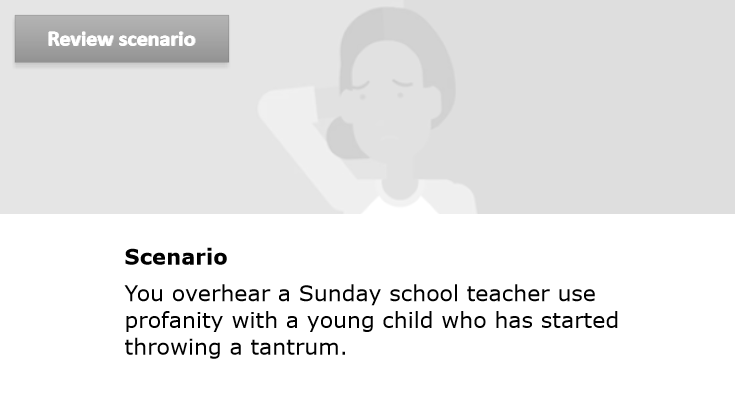 Review scenario
Scenario
You overhear a Sunday school teacher use
profanity with a young child who has started
throwing a tantrum.